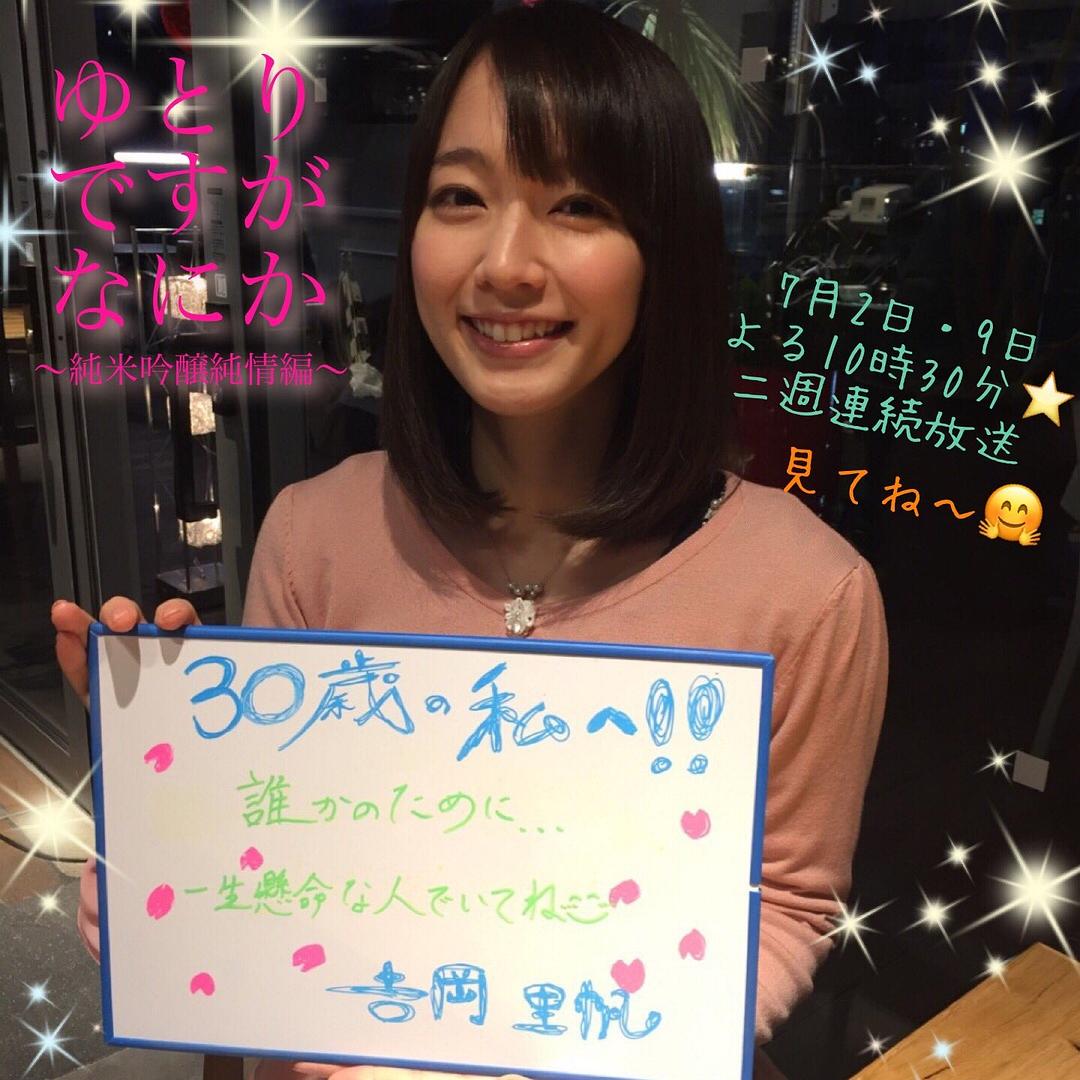 ゆとり
ですが
なにか
～純米吟醸純情編～
7月2日・9日
よる10時30分
二週連続放送
見てね～
30歳の私へ!!
誰かのために...
一生懸命な人でいてね
吉岡里帆